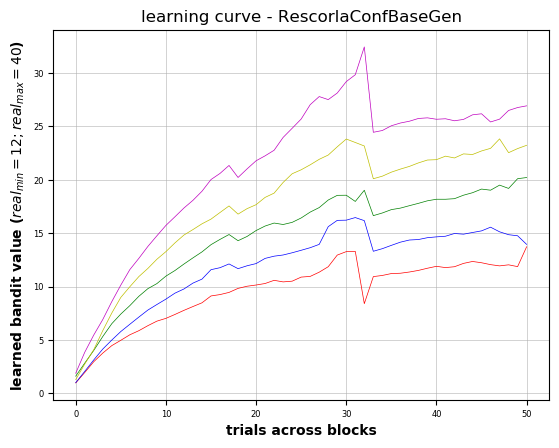 learning curve - RescorlaConfBaseGen
learned bandit value (real_min = 12; real_max = 40)
30
25
20
15
10
5
0
0 10 20 30 40 50
trials across blocks